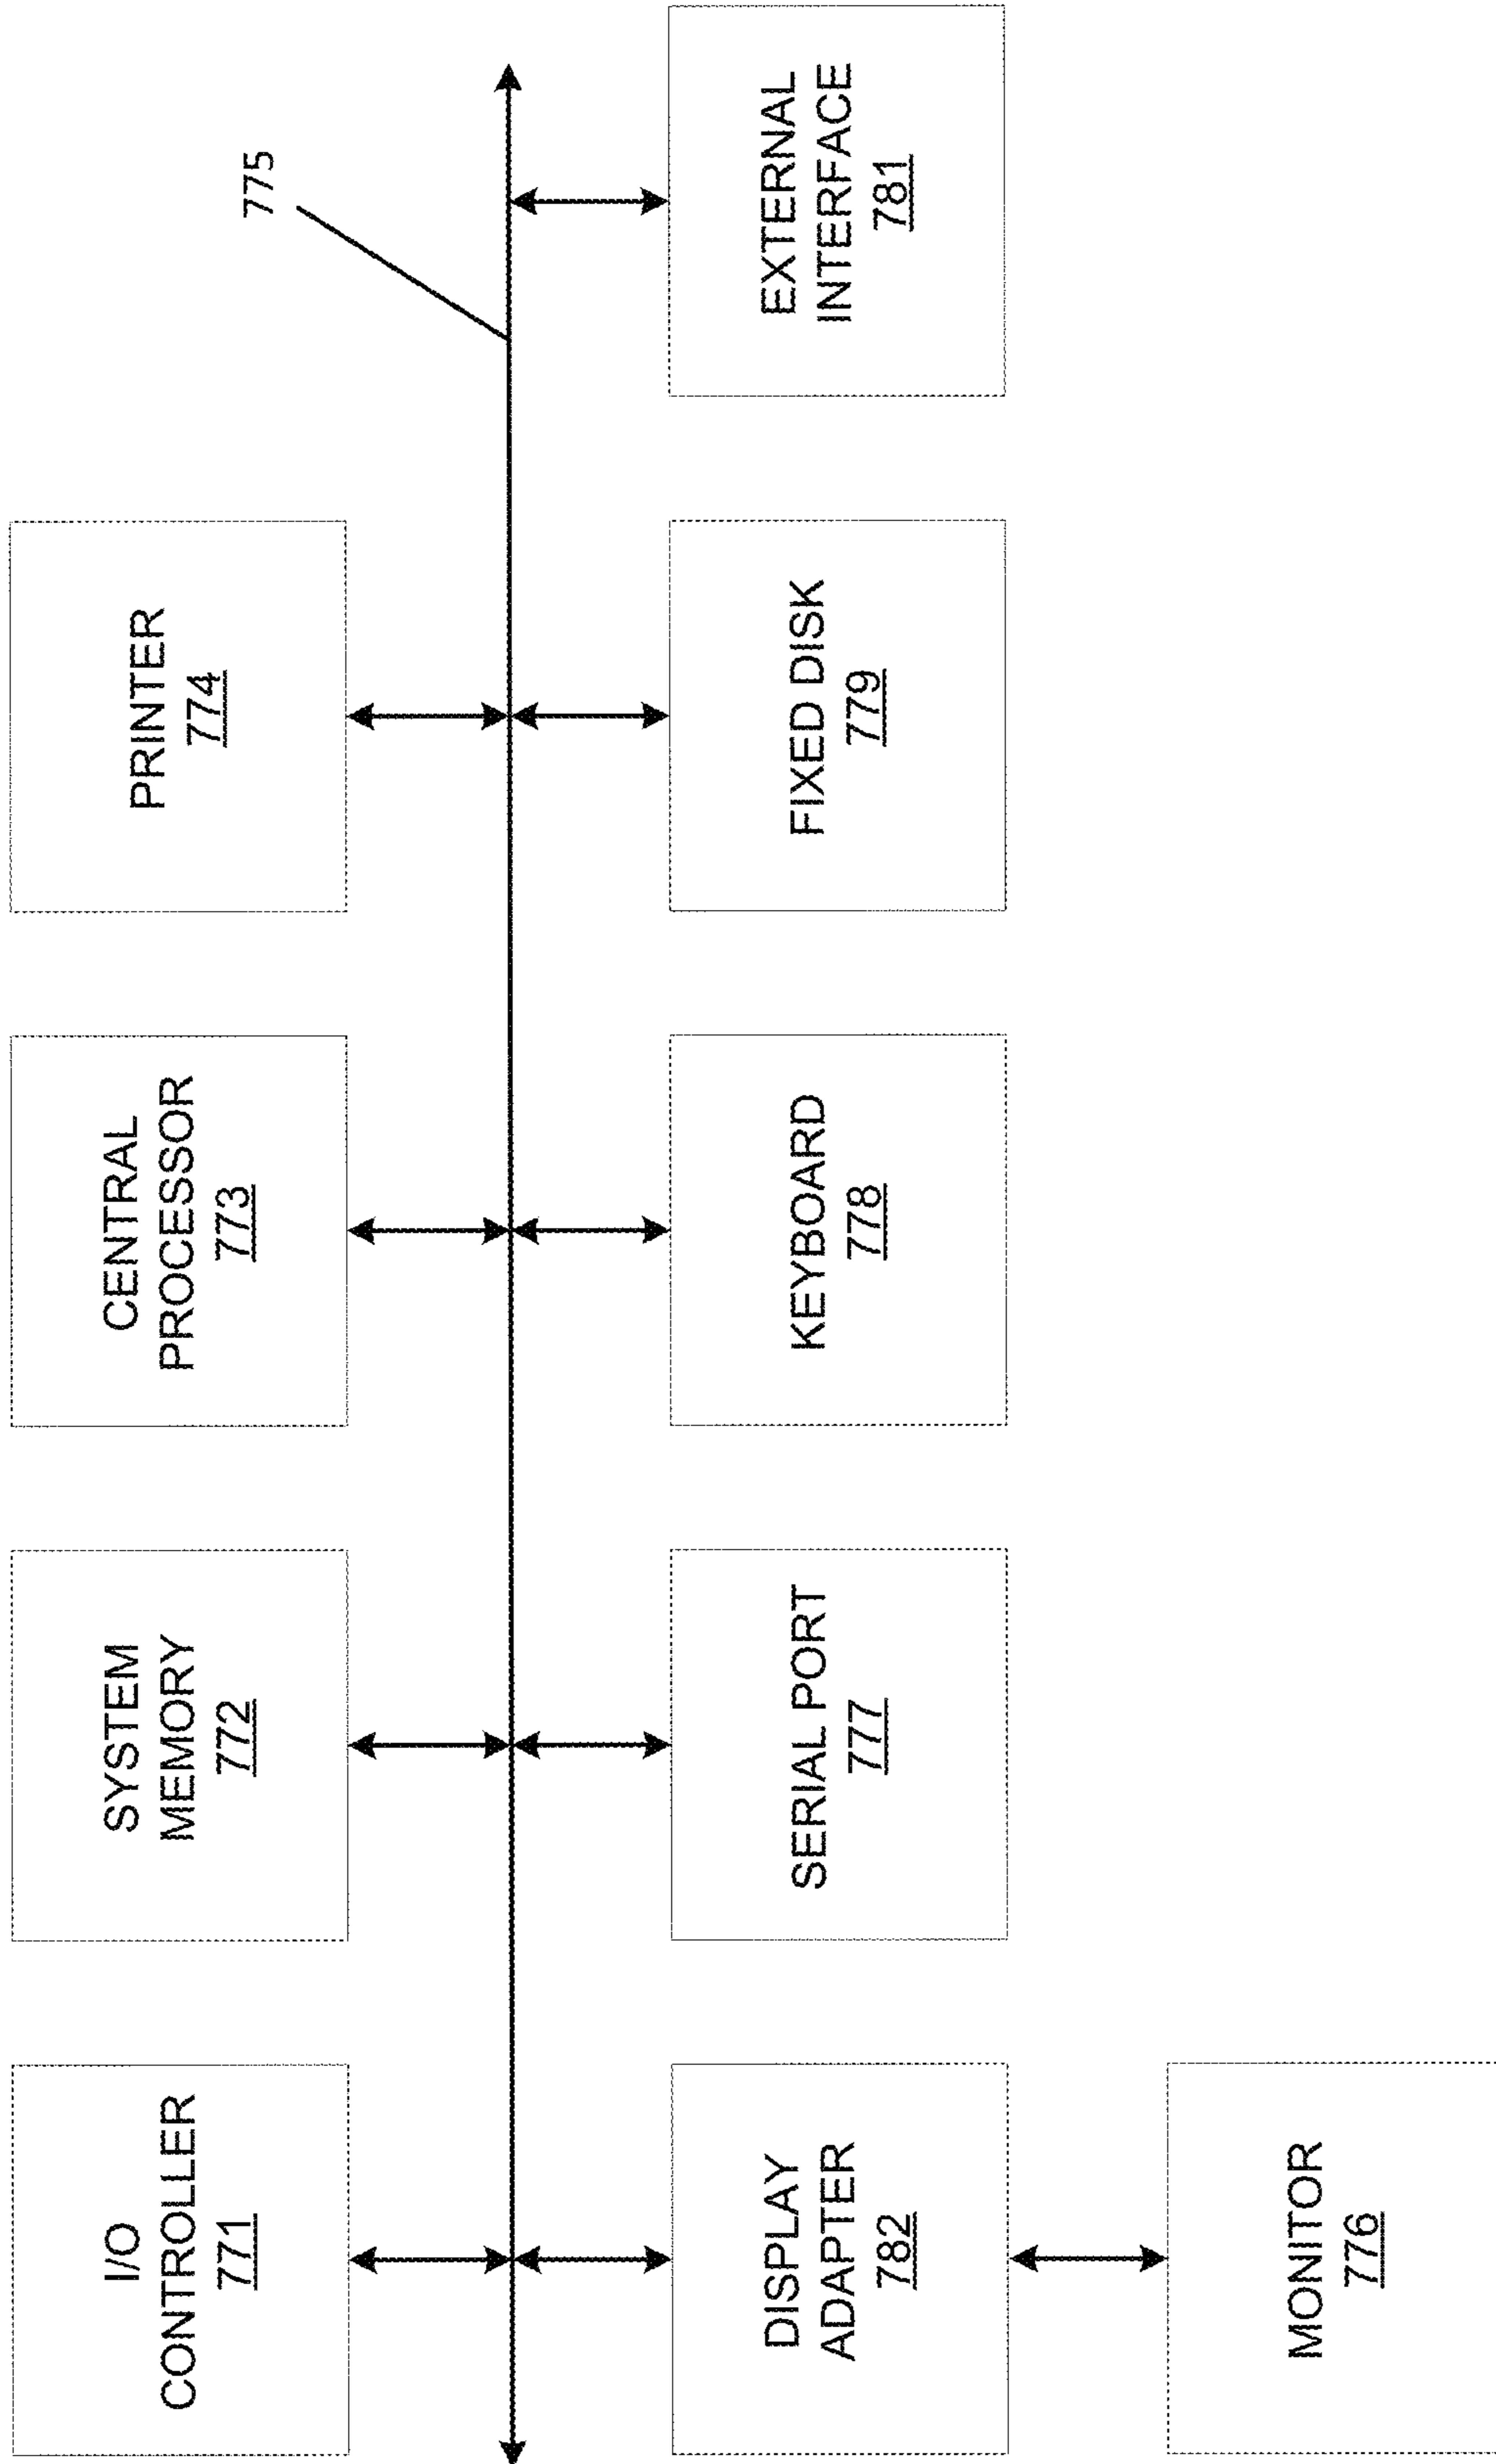 I/O
CONTROLLER
771
SYSTEM
MEMORY
772
CENTRAL
PROCESSOR
773
PRINTER
774
775
DISPLAY
ADAPTER
782
SERIAL PORT
777
KEYBOARD
778
FIXED DISK
779
EXTERNAL
INTERFACE
781
MONITOR
776